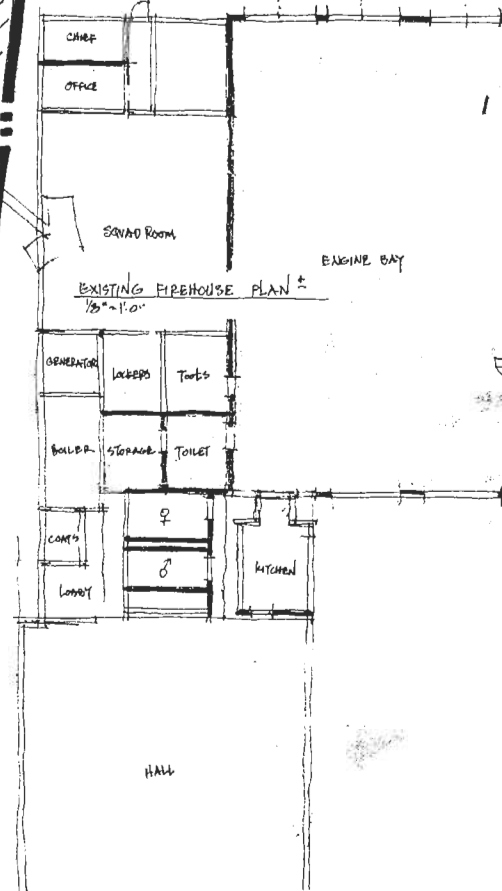 CHIEF
OFFICE
SQUAD ROOM
ENGINE BAY
EXISTING FIREHOUSE PLAN ±
1/8" = 1'.0"
GENERATOR
LOCKERS
TOOLS
BOILER
STORAGE
TOILET
♀
COATS
♂
KITCHEN
LOBBY
HALL